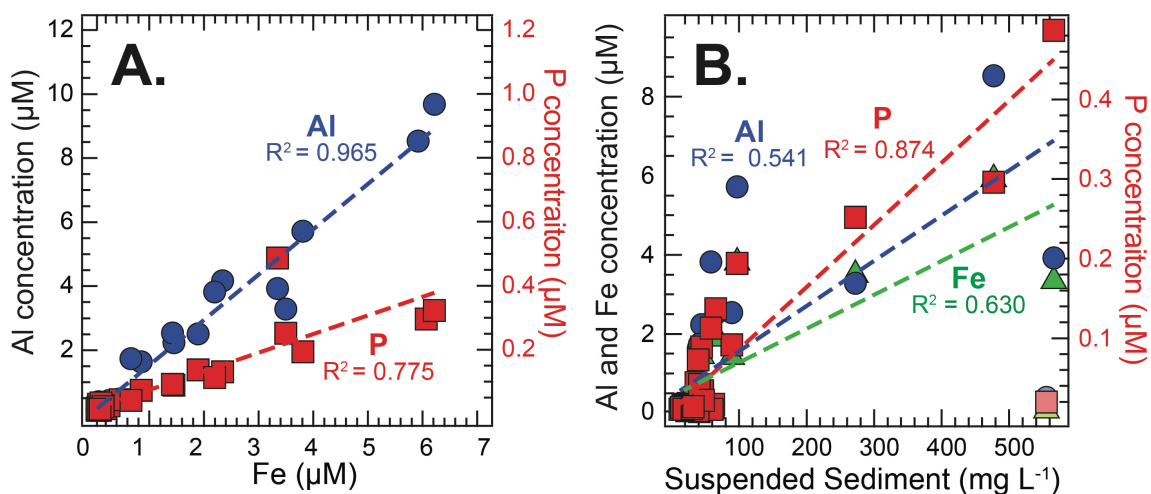 A.
Al concentration (µM)
12
10
8
6
4
2
1.2
1.0
0.8
0.6
0.4
0.2
P concentraiton (µM)
Al
R² = 0.965
P
R² = 0.775
0 1 2 3 4 5 6 7
Fe (µM)
B.
Al and Fe concentration (µM)
8
6
4
2
0
0.4
0.3
0.2
0.1
P concentraiton (µM)
Al
R² = 0.541
P
R² = 0.874
Fe
R² = 0.630
100 200 300 400 500
Suspended Sediment (mg L⁻¹)